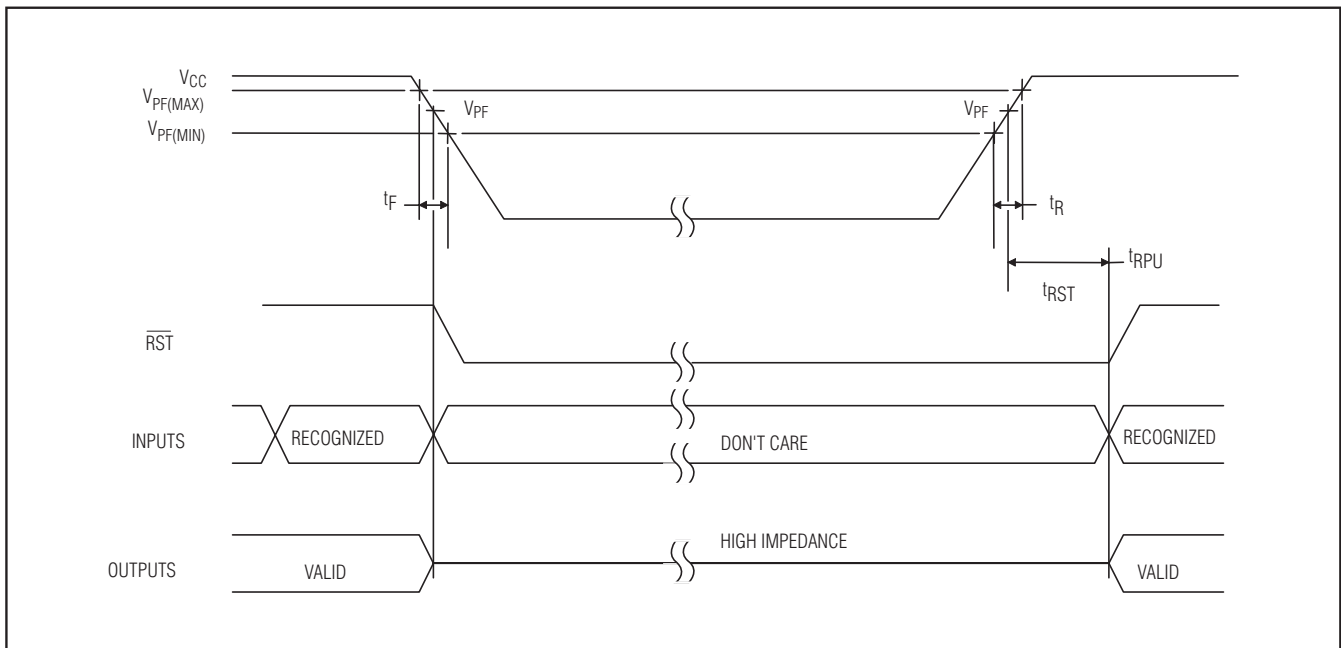 VCC
VPF(MAX)
VPF VPF
VPF(MIN)
tF tR
tRPU
tRST
RST
INPUTS RECOGNIZED DON'T CARE RECOGNIZED
HIGH IMPEDANCE
OUTPUTS VALID VALID